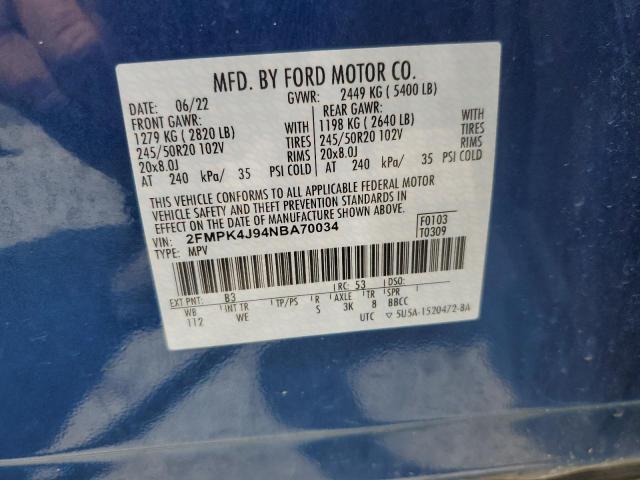 MFD. BY FORD MOTOR CO.
DATE: 06/22 GVWR: 2449 KG ( 5400 LB)
FRONT GAWR: REAR GAWR:
1279 KG ( 2820 LB) WITH 1198 KG ( 2640 LB) WITH
245/50R20 102V TIRES 245/50R20 102V TIRES
20x8.0J RIMS 20x8.0J RIMS
AT 240 kPa/ 35 PSI COLD AT 240 kPa/ 35 PSI COLD
THIS VEHICLE CONFORMS TO ALL APPLICABLE FEDERAL MOTOR
VEHICLE SAFETY AND THEFT PREVENTION STANDARDS IN
EFFECT ON THE DATE OF MANUFACTURE SHOWN ABOVE.
VIN: 2FMPK4J94NBA70034 F0103
TYPE: MPV T0309
EXT PNT: B3 RC: 53 DSO:
WB INT TR TP/PS R AXLE TR SPR
112 WE S 3K 8 BBCC
UTC ▽ 5U5A-1520472-BA